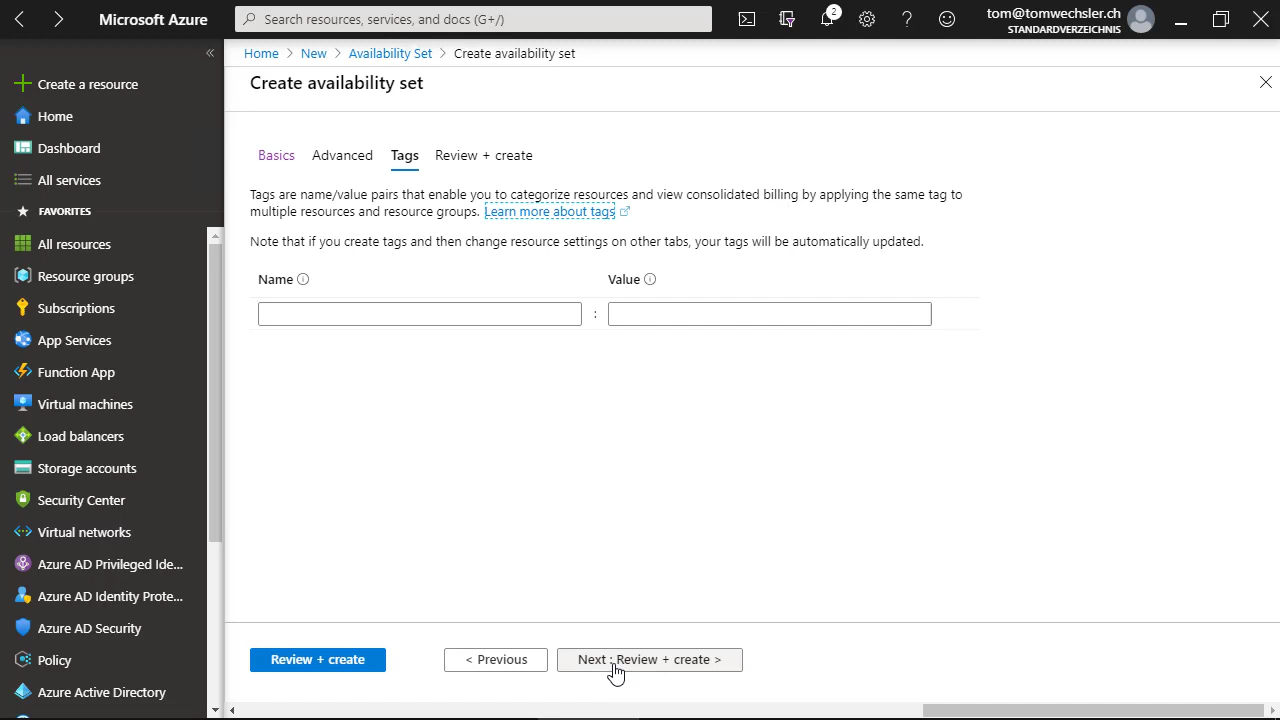 Microsoft Azure
Search resources, services, and docs (G+/)
2
tom@tomwechsler.ch
STANDARDVERZEICHNIS
Create a resource
Home
Dashboard
All services
FAVORITES
All resources
Resource groups
Subscriptions
App Services
Function App
Virtual machines
Load balancers
Storage accounts
Security Center
Virtual networks
Azure AD Privileged Ide...
Azure AD Identity Prote...
Azure AD Security
Policy
Azure Active Directory
Home > New > Availability Set > Create availability set
Create availability set
Basics Advanced Tags Review + create
Tags are name/value pairs that enable you to categorize resources and view consolidated billing by applying the same tag to
multiple resources and resource groups. Learn more about tags
Note that if you create tags and then change resource settings on other tabs, your tags will be automatically updated.
Name Value
:
Review + create < Previous Next : Review + create >